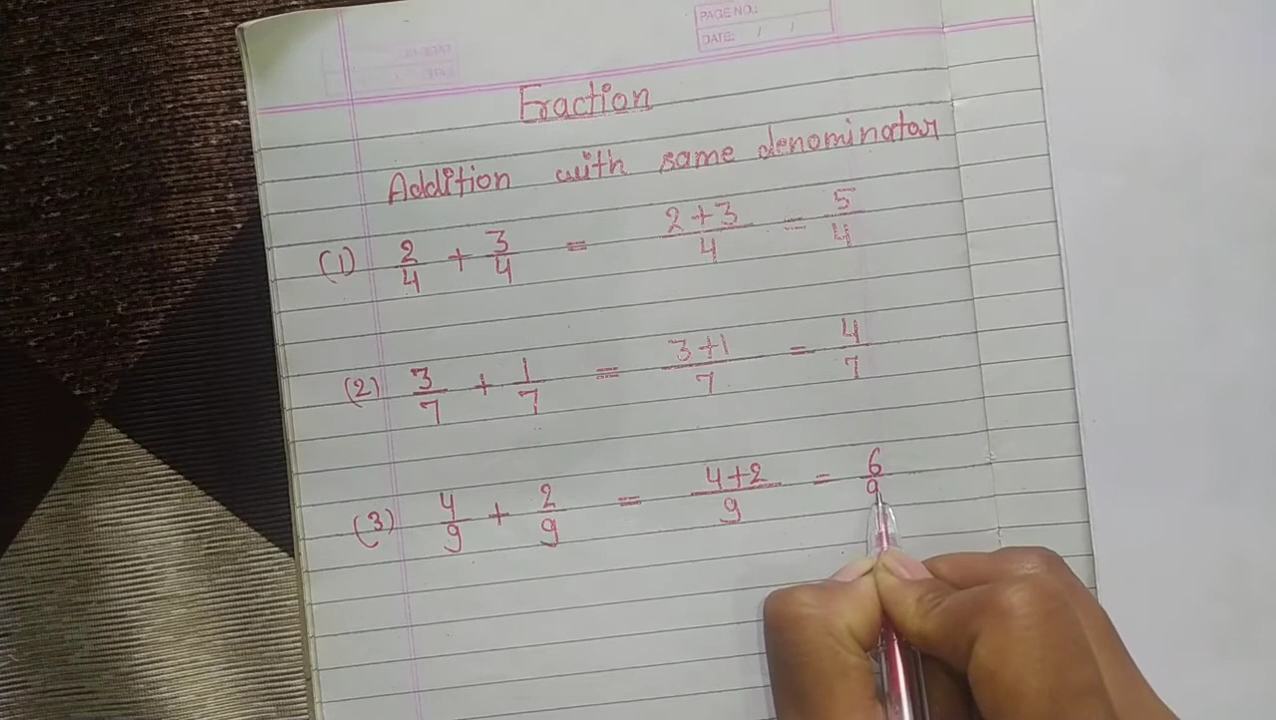 PAGE NO.:
DATE: / /
Fraction
Addition with same denominator
(1) 2/4 + 3/4 = 2+3/4 = 5/4
(2) 3/7 + 1/7 = 3+1/7 = 4/7
(3) 4/9 + 2/9 = 4+2/9 = 6/9